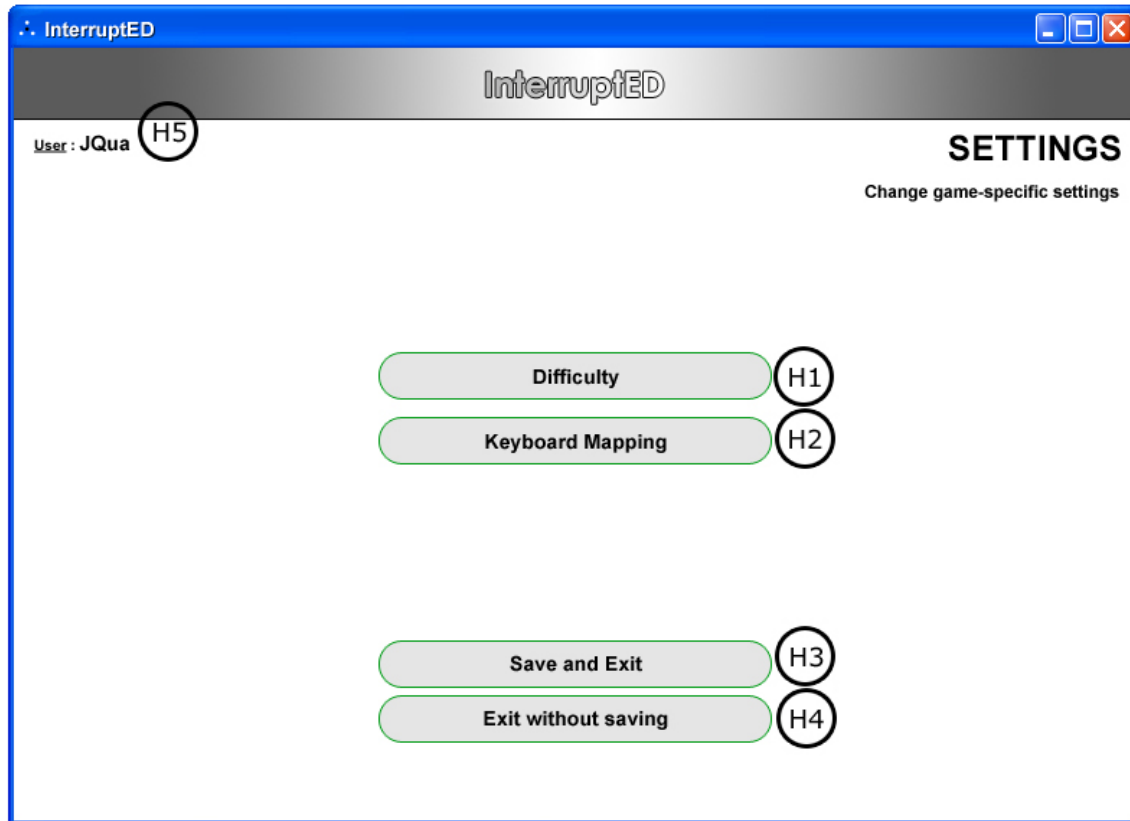 InterruptED
InterruptED
User : JQua H5
SETTINGS
Change game-specific settings
Difficulty H1
Keyboard Mapping H2
Save and Exit H3
Exit without saving H4